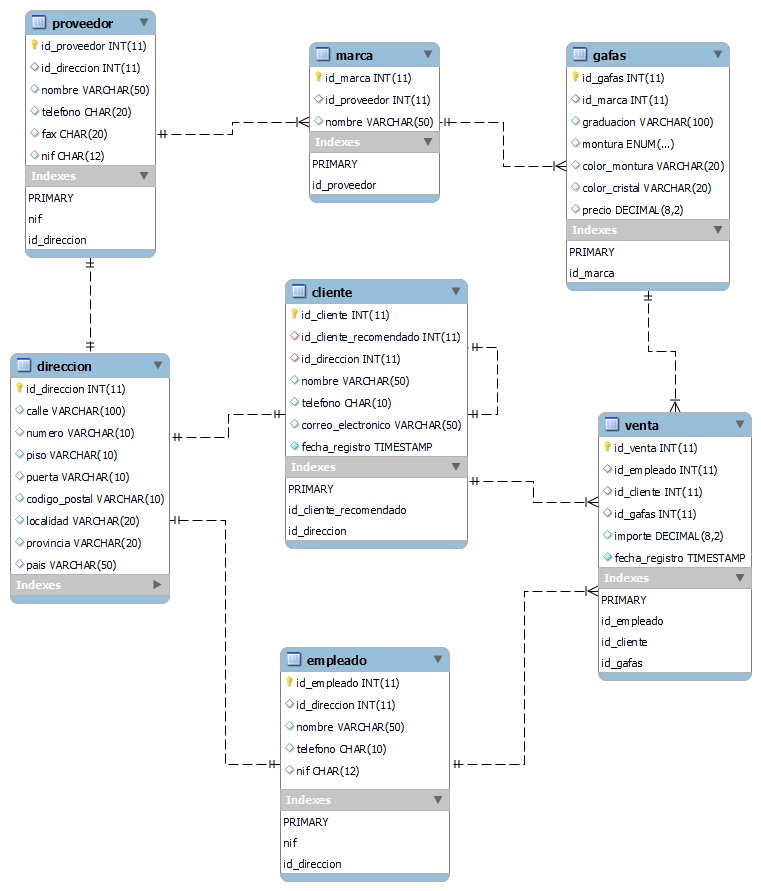 proveedor
id_proveedor INT(11)
id_direccion INT(11)
nombre VARCHAR(50)
telefono CHAR(20)
fax CHAR(20)
nif CHAR(12)
Indexes
PRIMARY
nif
id_direccion
marca
id_marca INT(11)
id_proveedor INT(11)
nombre VARCHAR(50)
Indexes
PRIMARY
id_proveedor
gafas
id_gafas INT(11)
id_marca INT(11)
graduacion VARCHAR(100)
montura ENUM(...)
color_montura VARCHAR(20)
color_cristal VARCHAR(20)
precio DECIMAL(8,2)
Indexes
PRIMARY
id_marca
cliente
id_cliente INT(11)
id_cliente_recomendado INT(11)
id_direccion INT(11)
nombre VARCHAR(50)
telefono CHAR(10)
correo_electronico VARCHAR(50)
fecha_registro TIMESTAMP
Indexes
PRIMARY
id_cliente_recomendado
id_direccion
direccion
id_direccion INT(11)
calle VARCHAR(100)
numero VARCHAR(10)
piso VARCHAR(10)
puerta VARCHAR(10)
codigo_postal VARCHAR(10)
localidad VARCHAR(20)
provincia VARCHAR(20)
pais VARCHAR(50)
Indexes
venta
id_venta INT(11)
id_empleado INT(11)
id_cliente INT(11)
id_gafas INT(11)
importe DECIMAL(8,2)
fecha_registro TIMESTAMP
Indexes
PRIMARY
id_empleado
id_cliente
id_gafas
empleado
id_empleado INT(11)
id_direccion INT(11)
nombre VARCHAR(50)
telefono CHAR(10)
nif CHAR(12)
Indexes
PRIMARY
nif
id_direccion